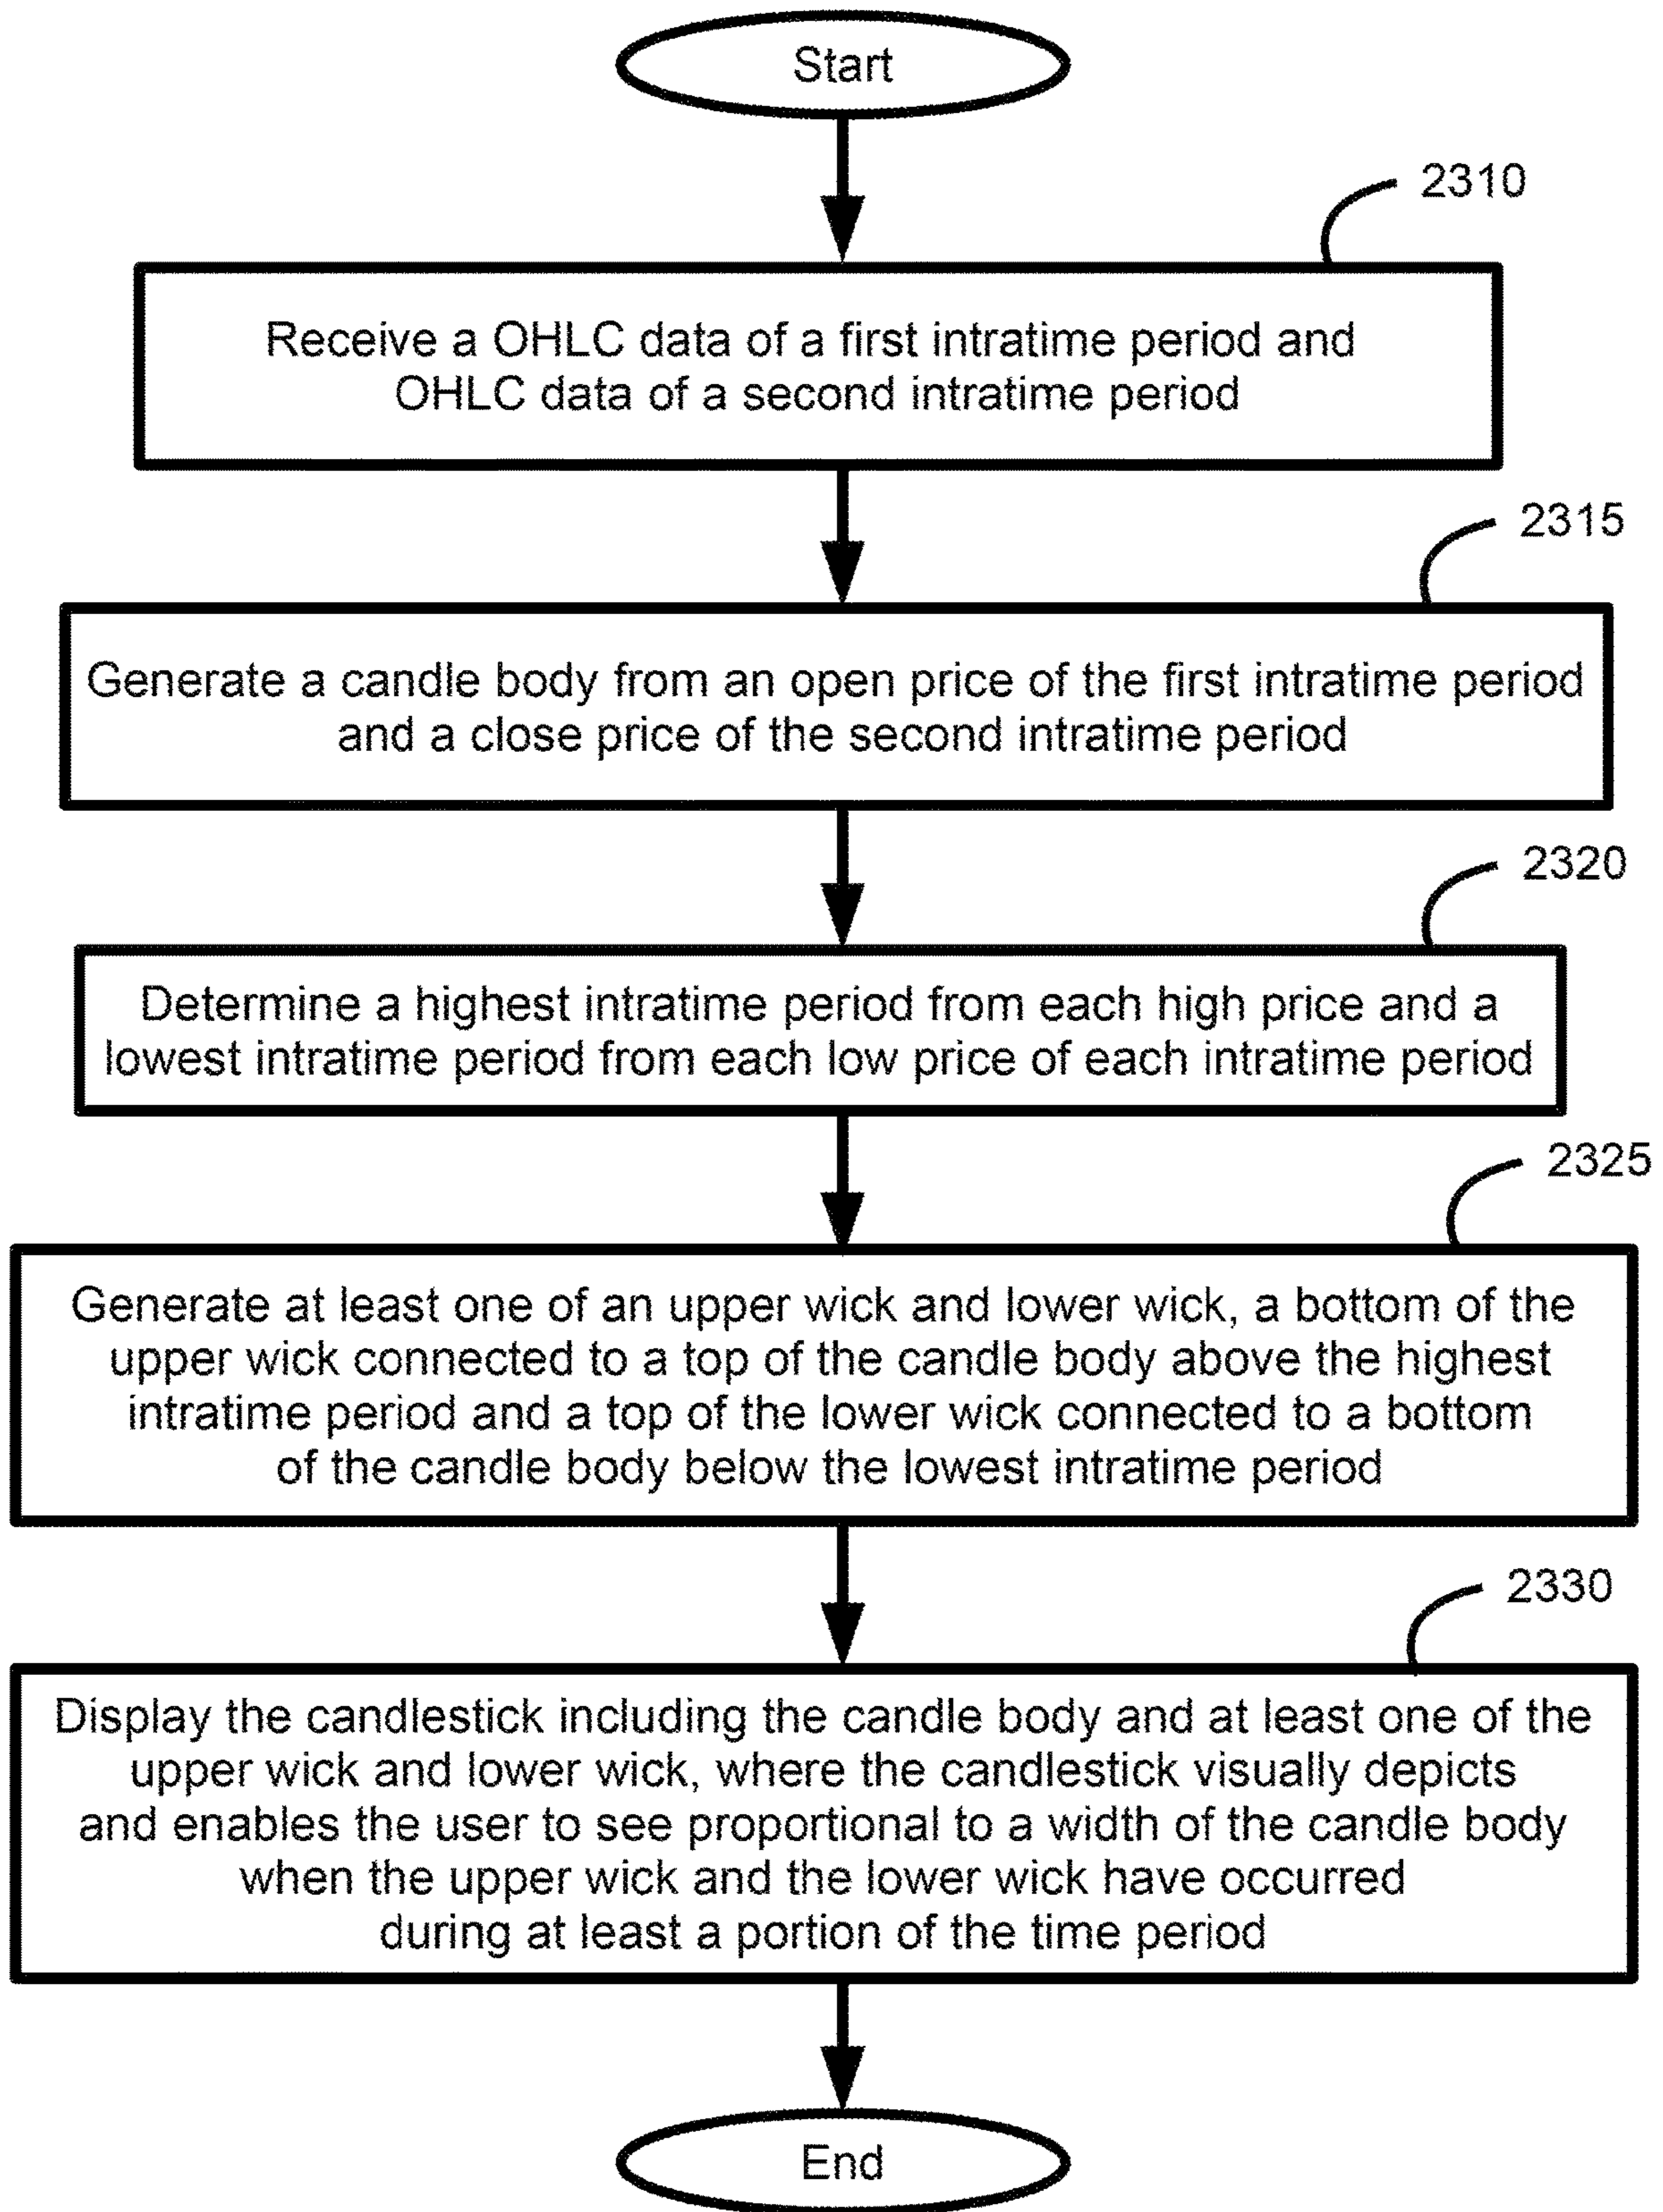 Start
2310
Receive a OHLC data of a first intratime period and
OHLC data of a second intratime period
2315
Generate a candle body from an open price of the first intratime period
and a close price of the second intratime period
2320
Determine a highest intratime period from each high price and a
lowest intratime period from each low price of each intratime period
2325
Generate at least one of an upper wick and lower wick, a bottom of the
upper wick connected to a top of the candle body above the highest
intratime period and a top of the lower wick connected to a bottom
of the candle body below the lowest intratime period
2330
Display the candlestick including the candle body and at least one of the
upper wick and lower wick, where the candlestick visually depicts
and enables the user to see proportional to a width of the candle body
when the upper wick and the lower wick have occurred
during at least a portion of the time period
End